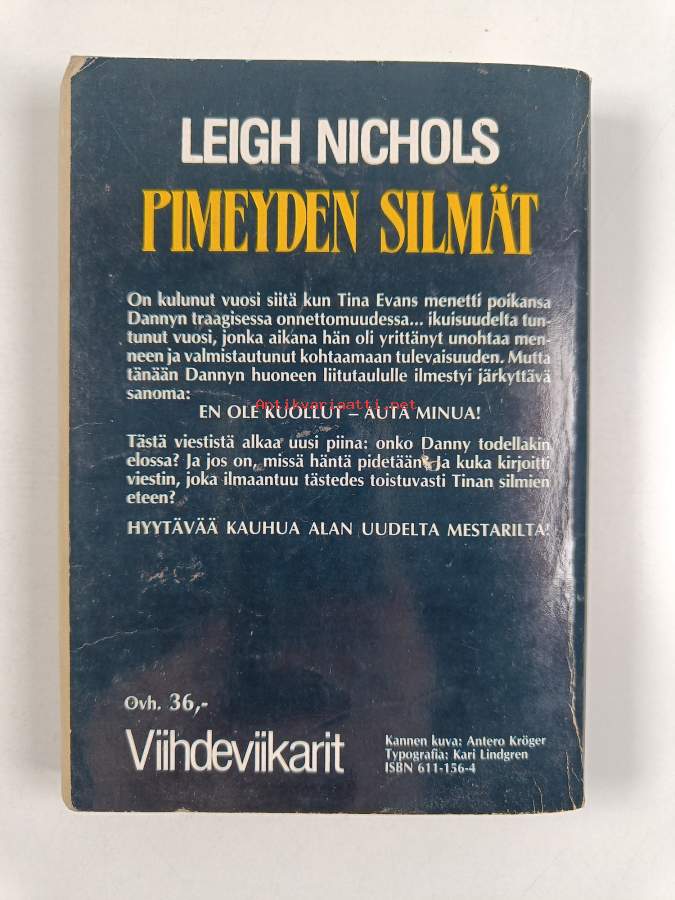 LEIGH NICHOLS
PIMEYDEN SILMÄT
On kulunut vuosi siitä kun Tina Evans menetti poikansa
Dannyn traagisessa onnettomuudessa... ikuisuudelta tun-
tunut vuosi, jonka aikana hän oli yrittänyt unohtaa men-
neen ja valmistautunut kohtaamaan tulevaisuuden. Mutta
tänään Dannyn huoneen liitutaululle ilmestyi järkyttävä
sanoma:
Antikvariaatti.net
EN OLE KUOLLUT – AUTA MINUA!
Tästä viestistä alkaa uusi piina: onko Danny todellakin
elossa? Ja jos on, missä häntä pidetään? Ja kuka kirjoitti
viestin, joka ilmaantuu tästedes toistuvasti Tinan silmien
eteen?
HYYTÄVÄÄ KAUHUA ALAN UUDELTA MESTARILTA!
Ovh. 36,-
Viihdeviikarit
Kannen kuva: Antero Kröger
Typografia: Kari Lindgren
ISBN 611-156-4